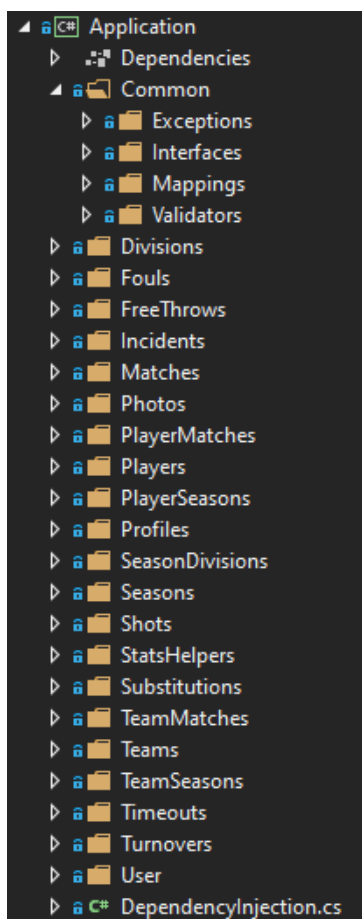 C# Application
Dependencies
Common
Exceptions
Interfaces
Mappings
Validators
Divisions
Fouls
FreeThrows
Incidents
Matches
Photos
PlayerMatches
Players
PlayerSeasons
Profiles
SeasonDivisions
Seasons
Shots
StatsHelpers
Substitutions
TeamMatches
Teams
TeamSeasons
Timeouts
Turnovers
User
C# DependencyInjection.cs